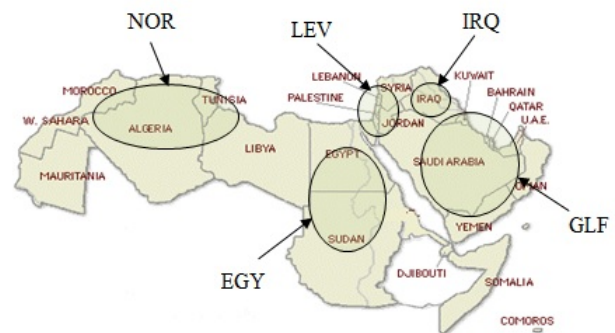 NOR
LEV
IRQ
LEBANON
SYRIA
KUWAIT
MOROCCO
TUNISIA
PALESTINE
IRAQ
BAHRAIN
QATAR
W. SAHARA
ALGERIA
JORDAN
U.A.E.
LIBYA
EGYPT
SAUDI ARABIA
MAURITANIA
OMAN
SUDAN
YEMEN
GLF
EGY
DJIBOUTI
SOMALIA
COMOROS